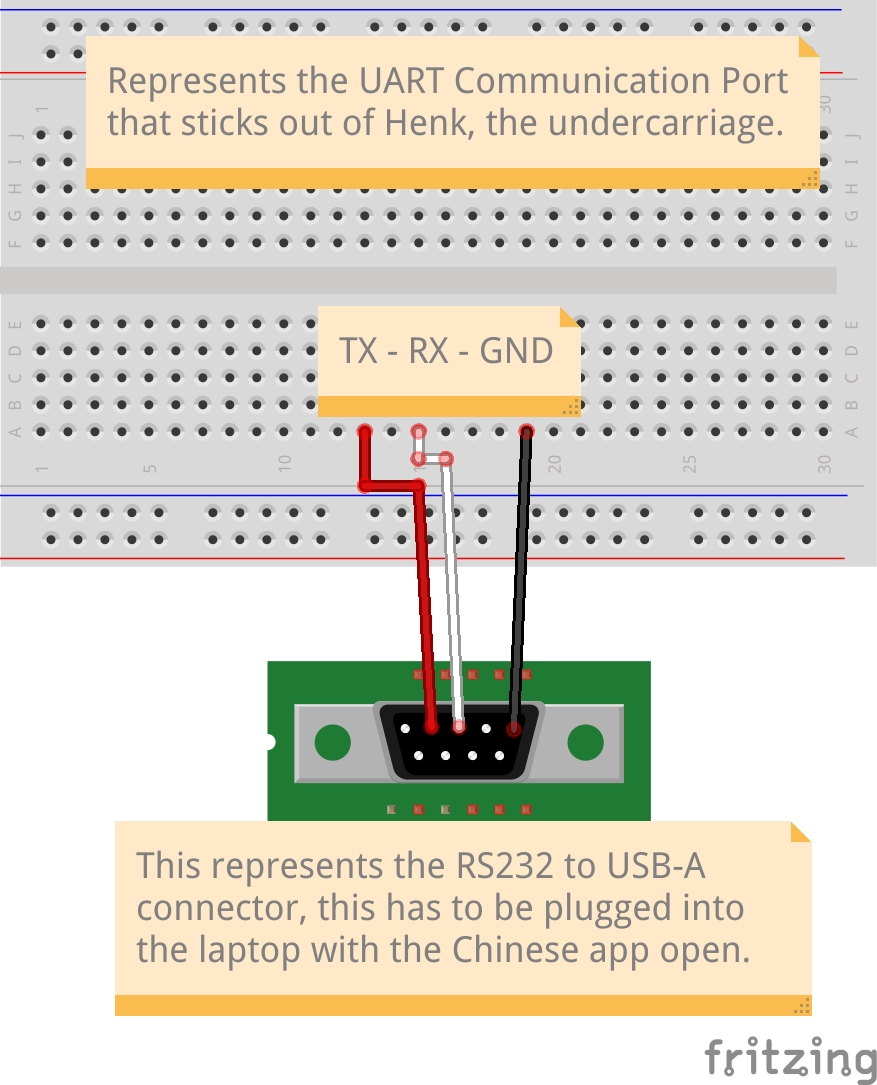 Represents the UART Communication Port
that sticks out of Henk, the undercarriage.
1
30
J
J
I
I
H
H
G
G
F
F
E
E
TX - RX - GND
D
D
C
C
B
B
A
A
1
5
10
20
25
30
This represents the RS232 to USB-A
connector, this has to be plugged into
the laptop with the Chinese app open.
fritzing